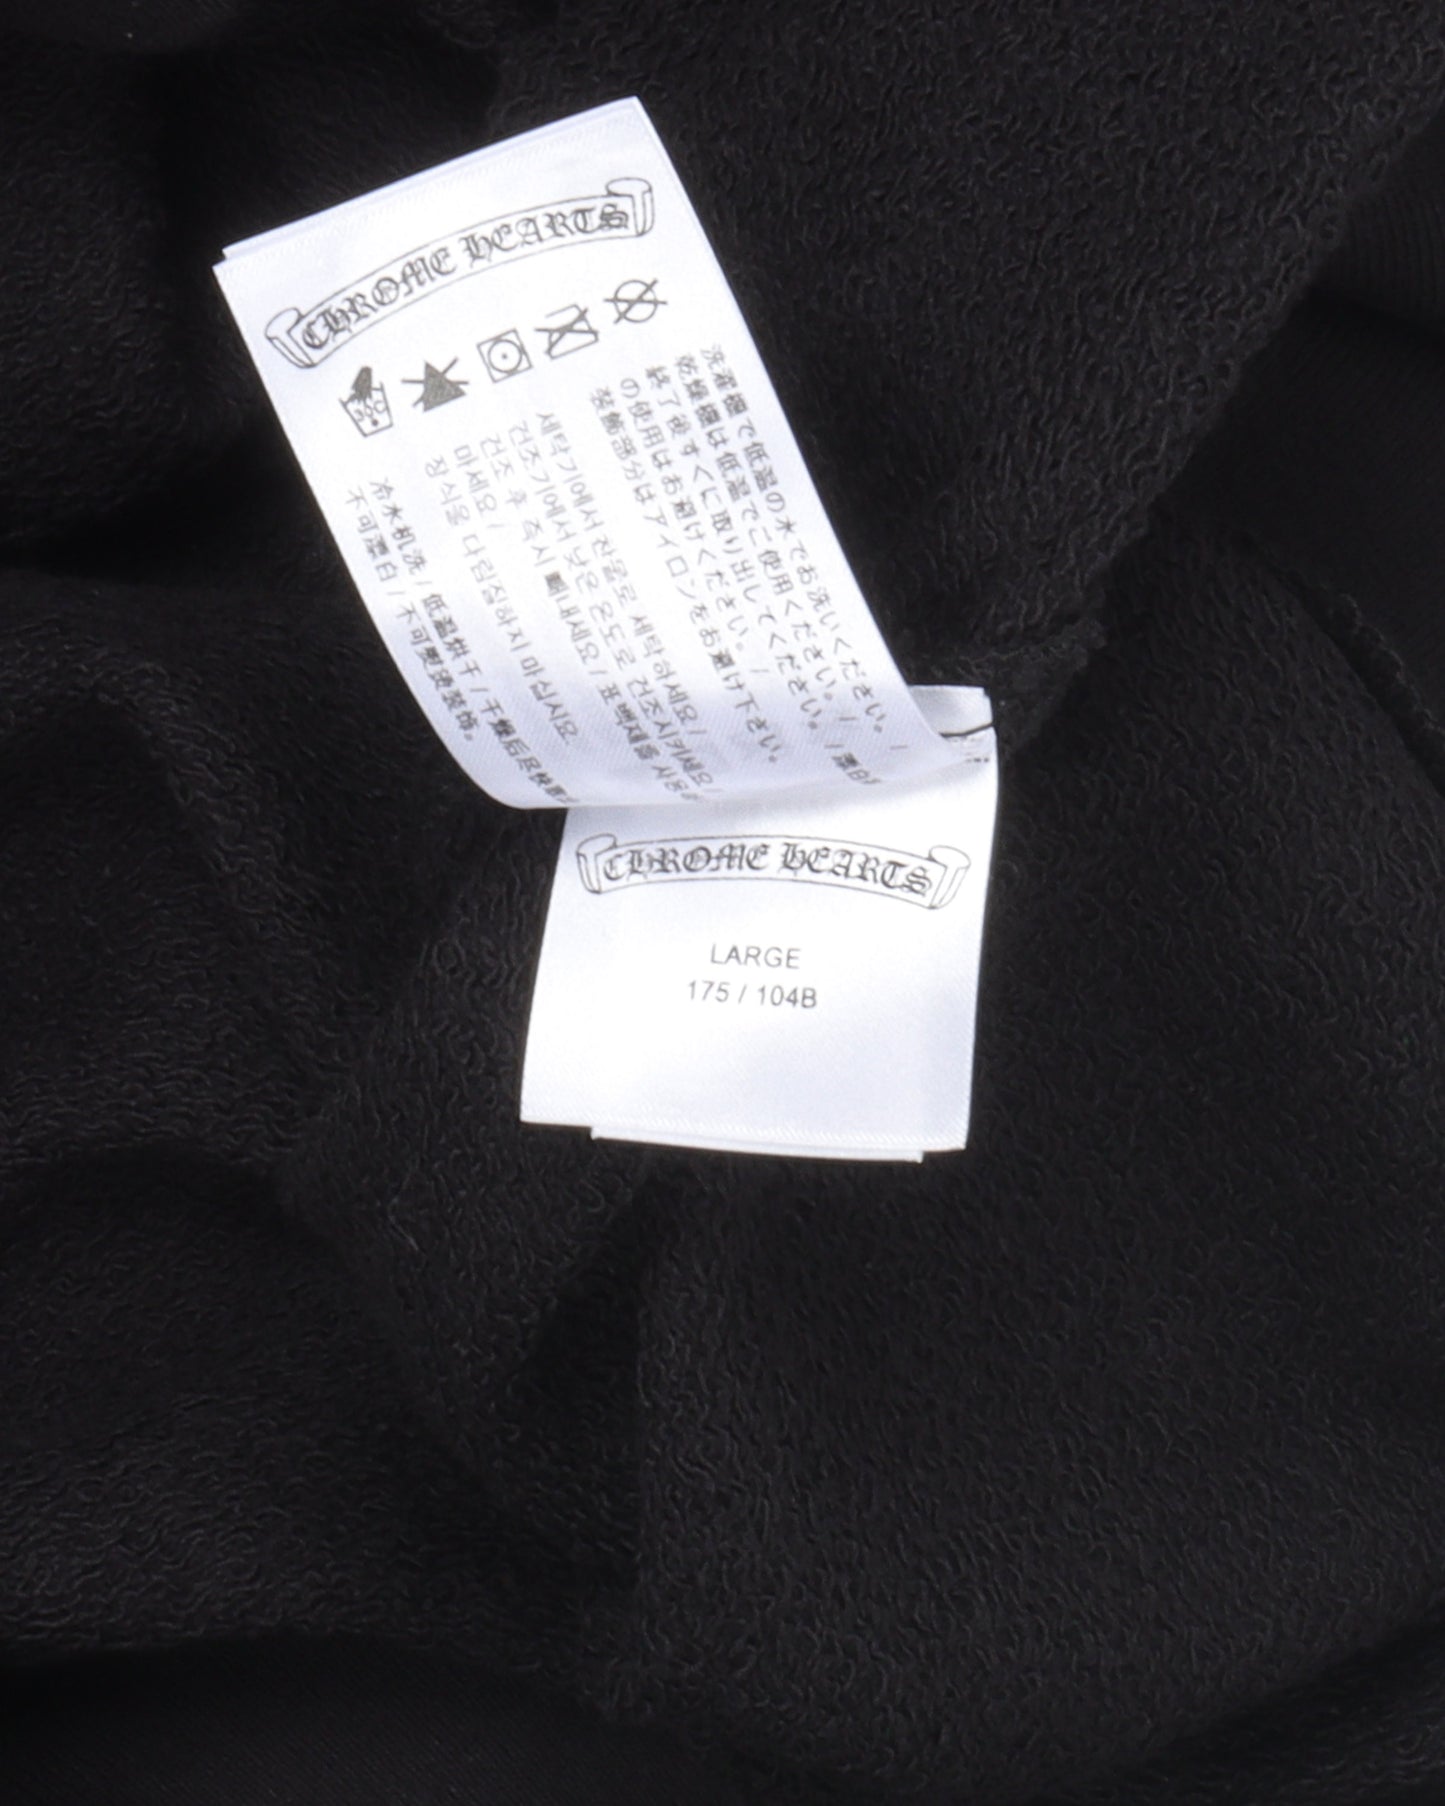 CHROME HEARTS
洗濯機で低温の水でお洗いください。/
乾燥機は低温でご使用ください。/
終了後すぐに取り出してください。/漂白
の使用はお避けください。/
装飾部分はアイロンをお避け下さい。
세탁기에서 찬물로 세탁하세요/
건조기에서 낮은 온도로 건조시키세요/
건조 후 즉시 꺼내세요/ 표백제를 사용
마세요/
장식을 다림질하지 마십시요.
冷水机洗/低温烘干/干燥后尽快
不可漂白/不可熨烫装饰。
CHROME HEARTS
LARGE
175 / 104B